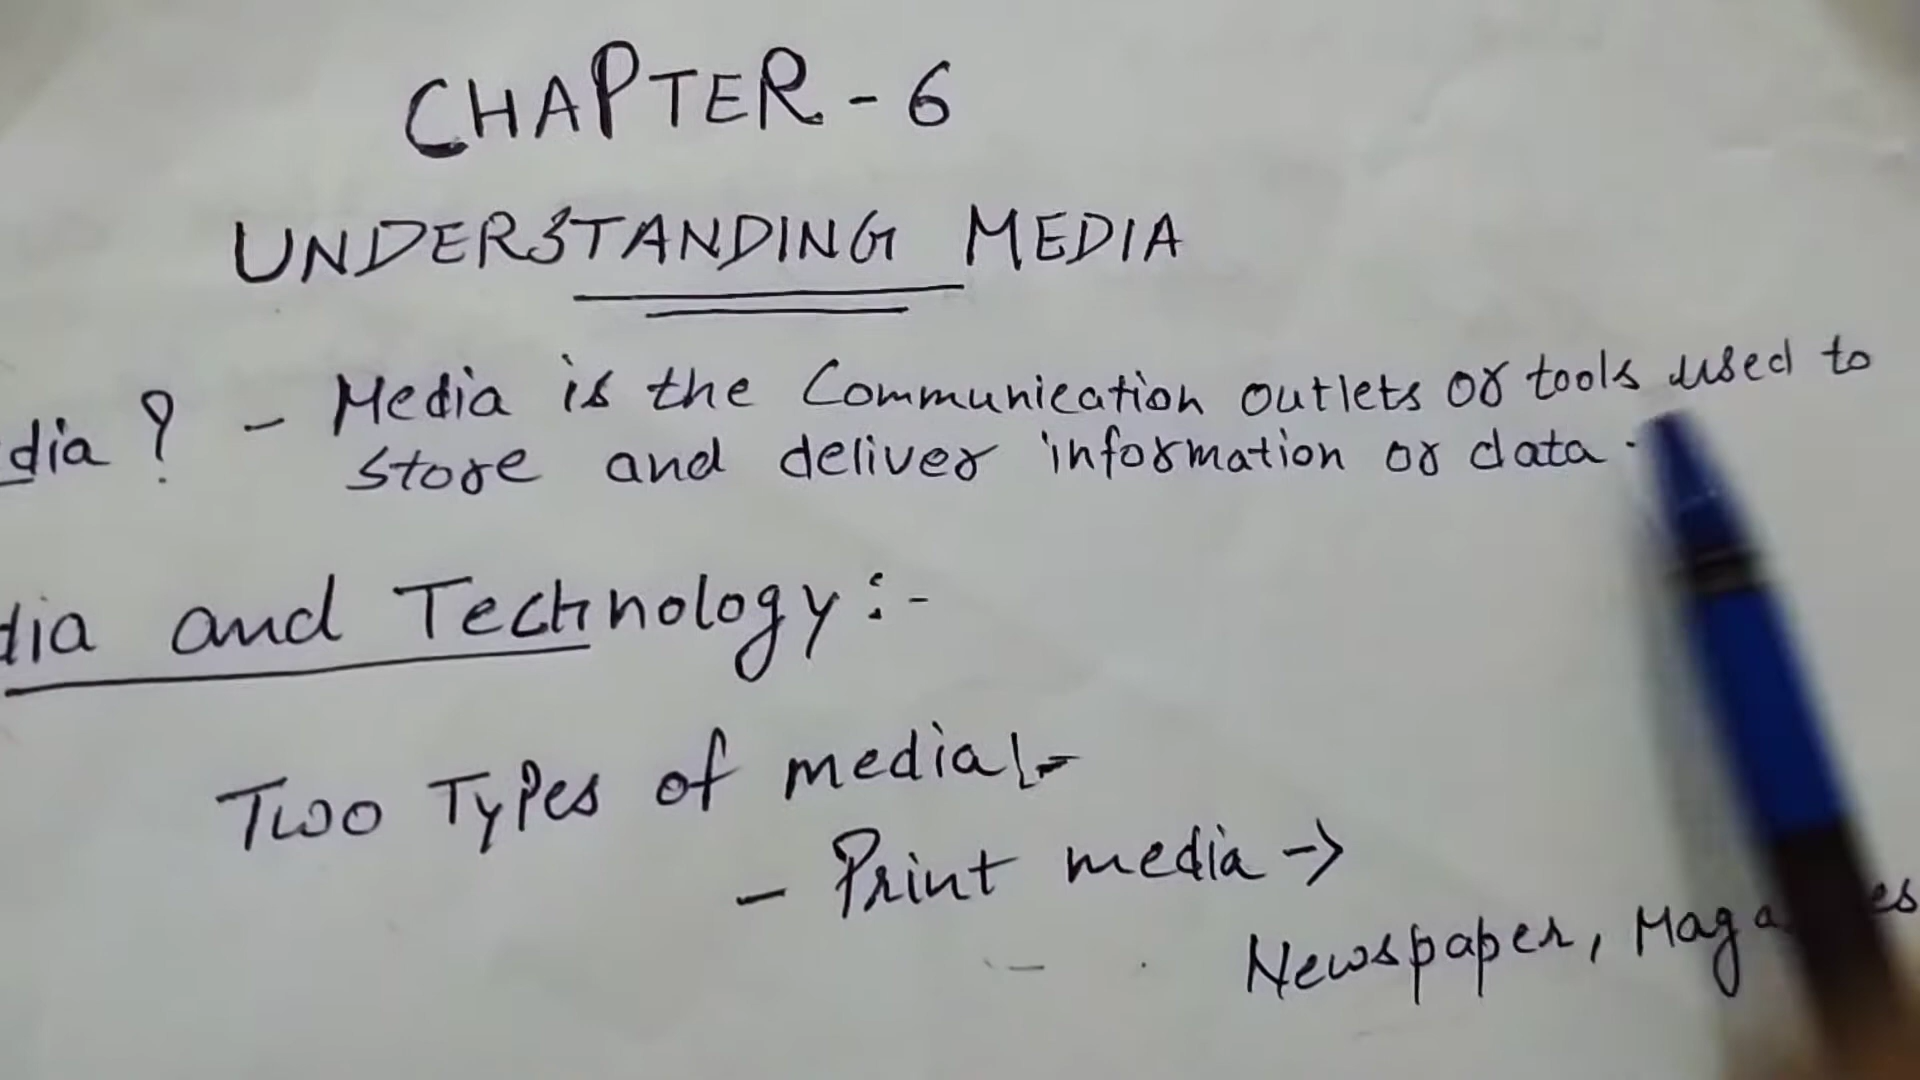 CHAPTER - 6
UNDERSTANDING MEDIA
dia ? - Media is the Communication outlets or tools used to
store and deliver information or data.
dia and Technology :-
Two Types of media :-
- Print media ->
Newspaper,